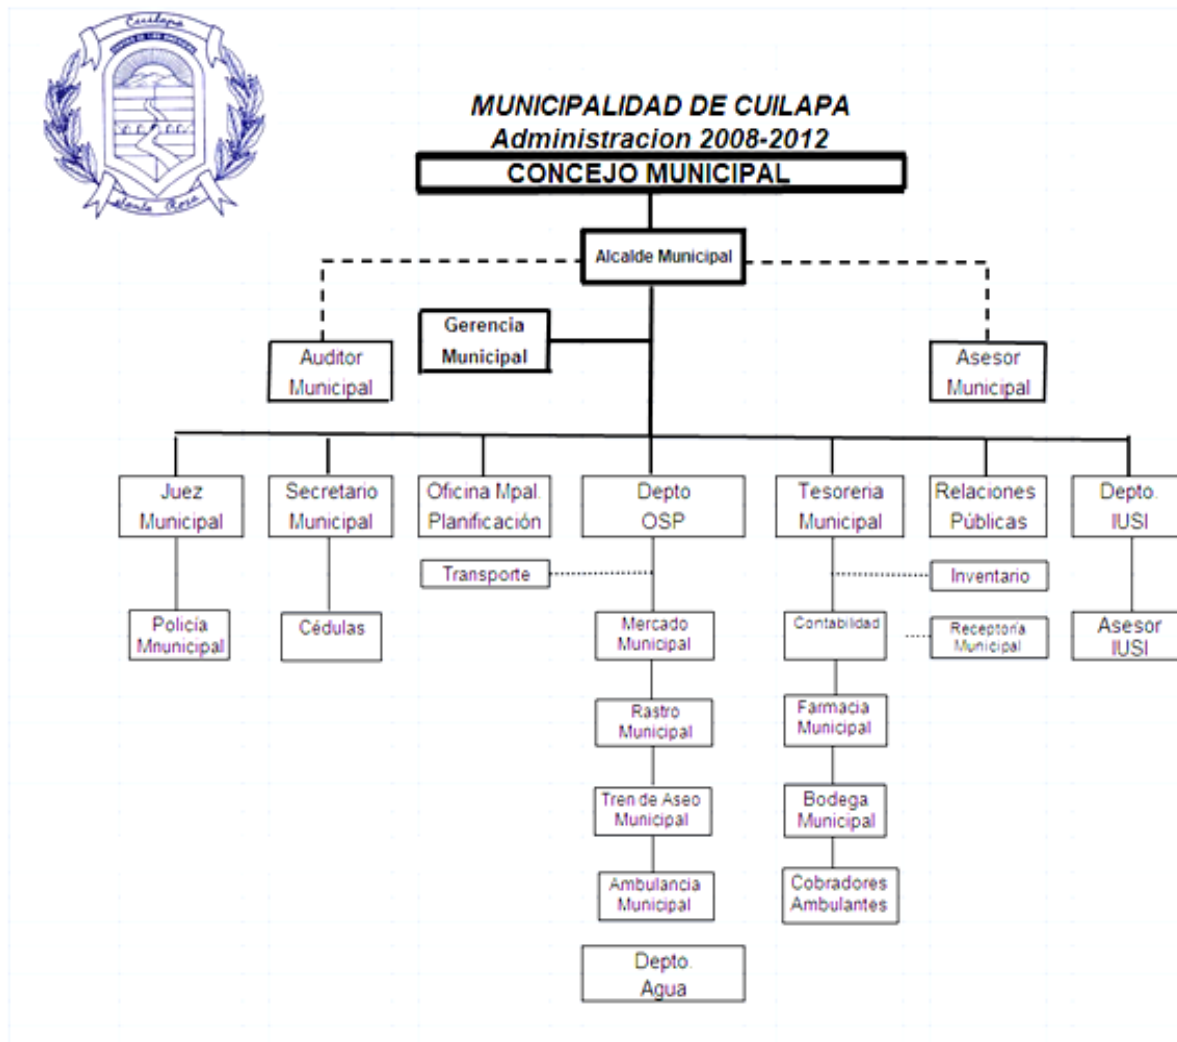 Cuilapa
MUNICIPALIDAD DE CUILAPA
Administracion 2008-2012
CONCEJO MUNICIPAL
Santa Rosa
Alcalde Municipal
Gerencia
Municipal
Auditor
Municipal
Asesor
Municipal
Juez
Municipal
Secretario
Municipal
Oficina Mpal.
Planificación
Depto
OSP
Tesoreria
Municipal
Relaciones
Públicas
Depto.
IUSI
Transporte
Inventario
Policía
Mnunicipal
Cédulas
Mercado
Municipal
Contabilidad
Receptoría
Municipal
Asesor
IUSI
Rastro
Municipal
Farmacia
Municipal
Tren de Aseo
Municipal
Bodega
Municipal
Ambulancia
Municipal
Cobradores
Ambulantes
Depto.
Agua